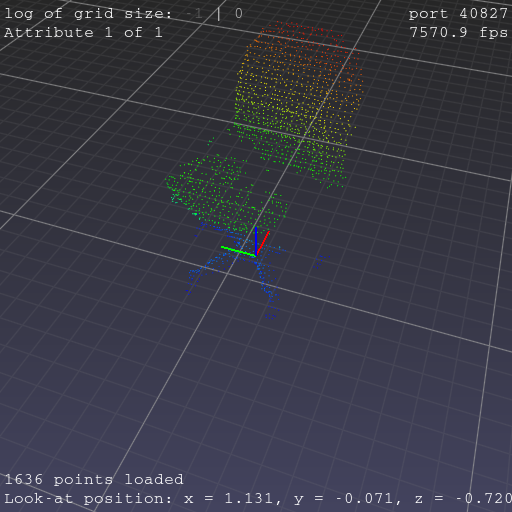 log of grid size: -1 | 0
port 40827
Attribute 1 of 1
7570.9 fps
1636 points loaded
Look-at position: x = 1.131, y = -0.071, z = -0.720